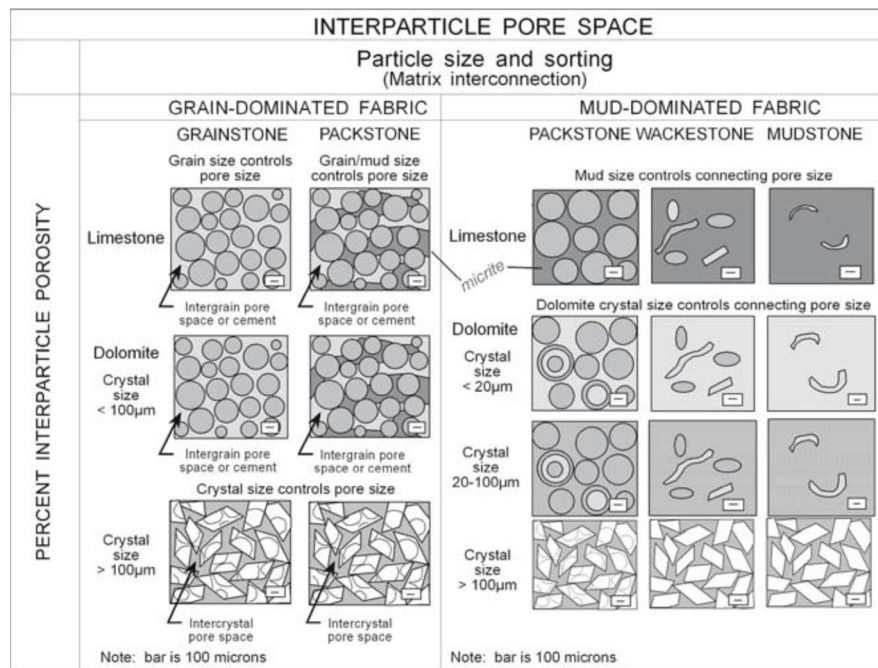 INTERPARTICLE PORE SPACE
Particle size and sorting
(Matrix interconnection)
PERCENT INTERPARTICLE POROSITY
GRAIN-DOMINATED FABRIC
GRAINSTONE PACKSTONE
Grain size controls
pore size
Grain/mud size
controls pore size
Limestone
Intergrain pore
space or cement
Intergrain pore
space or cement
Dolomite
Crystal
size
< 100µm
Intergrain pore
space or cement
Intergrain pore
space or cement
Crystal size controls pore size
Crystal
size
> 100µm
Intercrystal
pore space
Intercrystal
pore space
Note: bar is 100 microns
micrite
MUD-DOMINATED FABRIC
PACKSTONE WACKESTONE MUDSTONE
Mud size controls connecting pore size
Limestone
Dolomite crystal size controls connecting pore size
Dolomite
Crystal
size
< 20µm
Crystal
size
20-100µm
Crystal
size
> 100µm
Note: bar is 100 microns